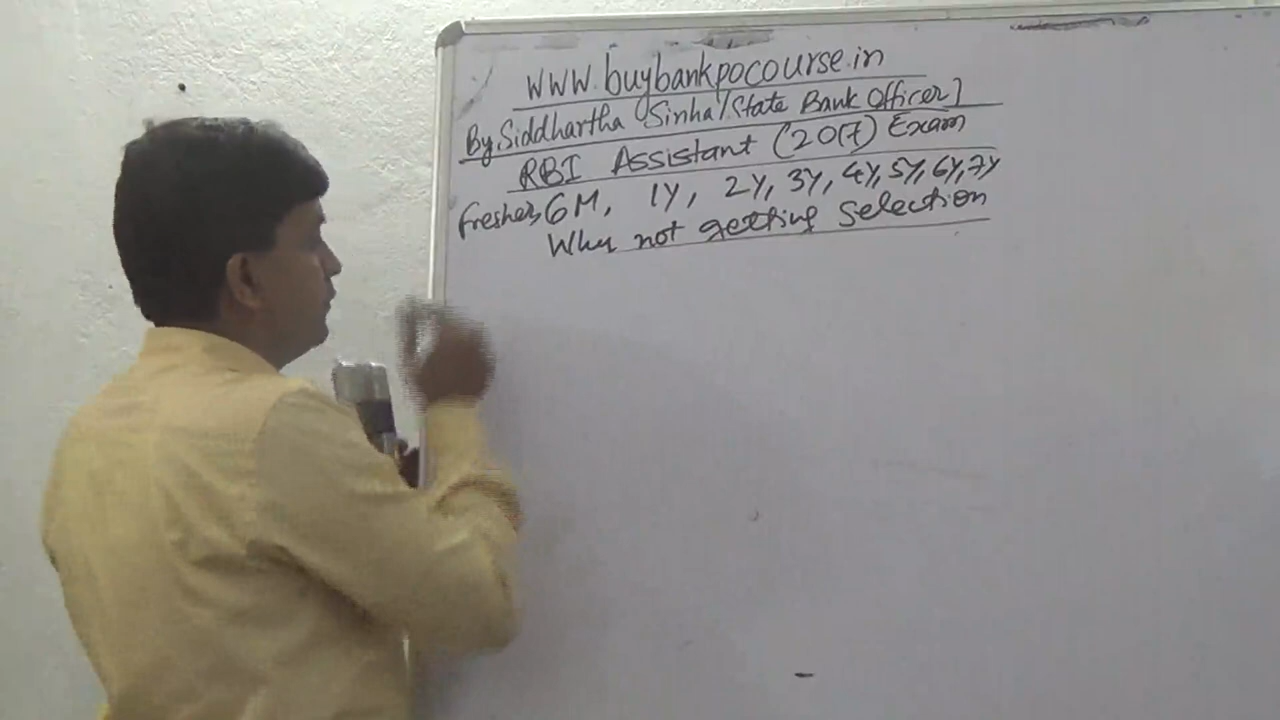 www.buybankpocourse.in
By Siddhartha Sinha [State Bank Officer]
RBI Assistant (2017) Exam
Fresher, 6M, 1Y, 2Y, 3Y, 4Y, 5Y, 6Y, 7Y
Why not getting selection